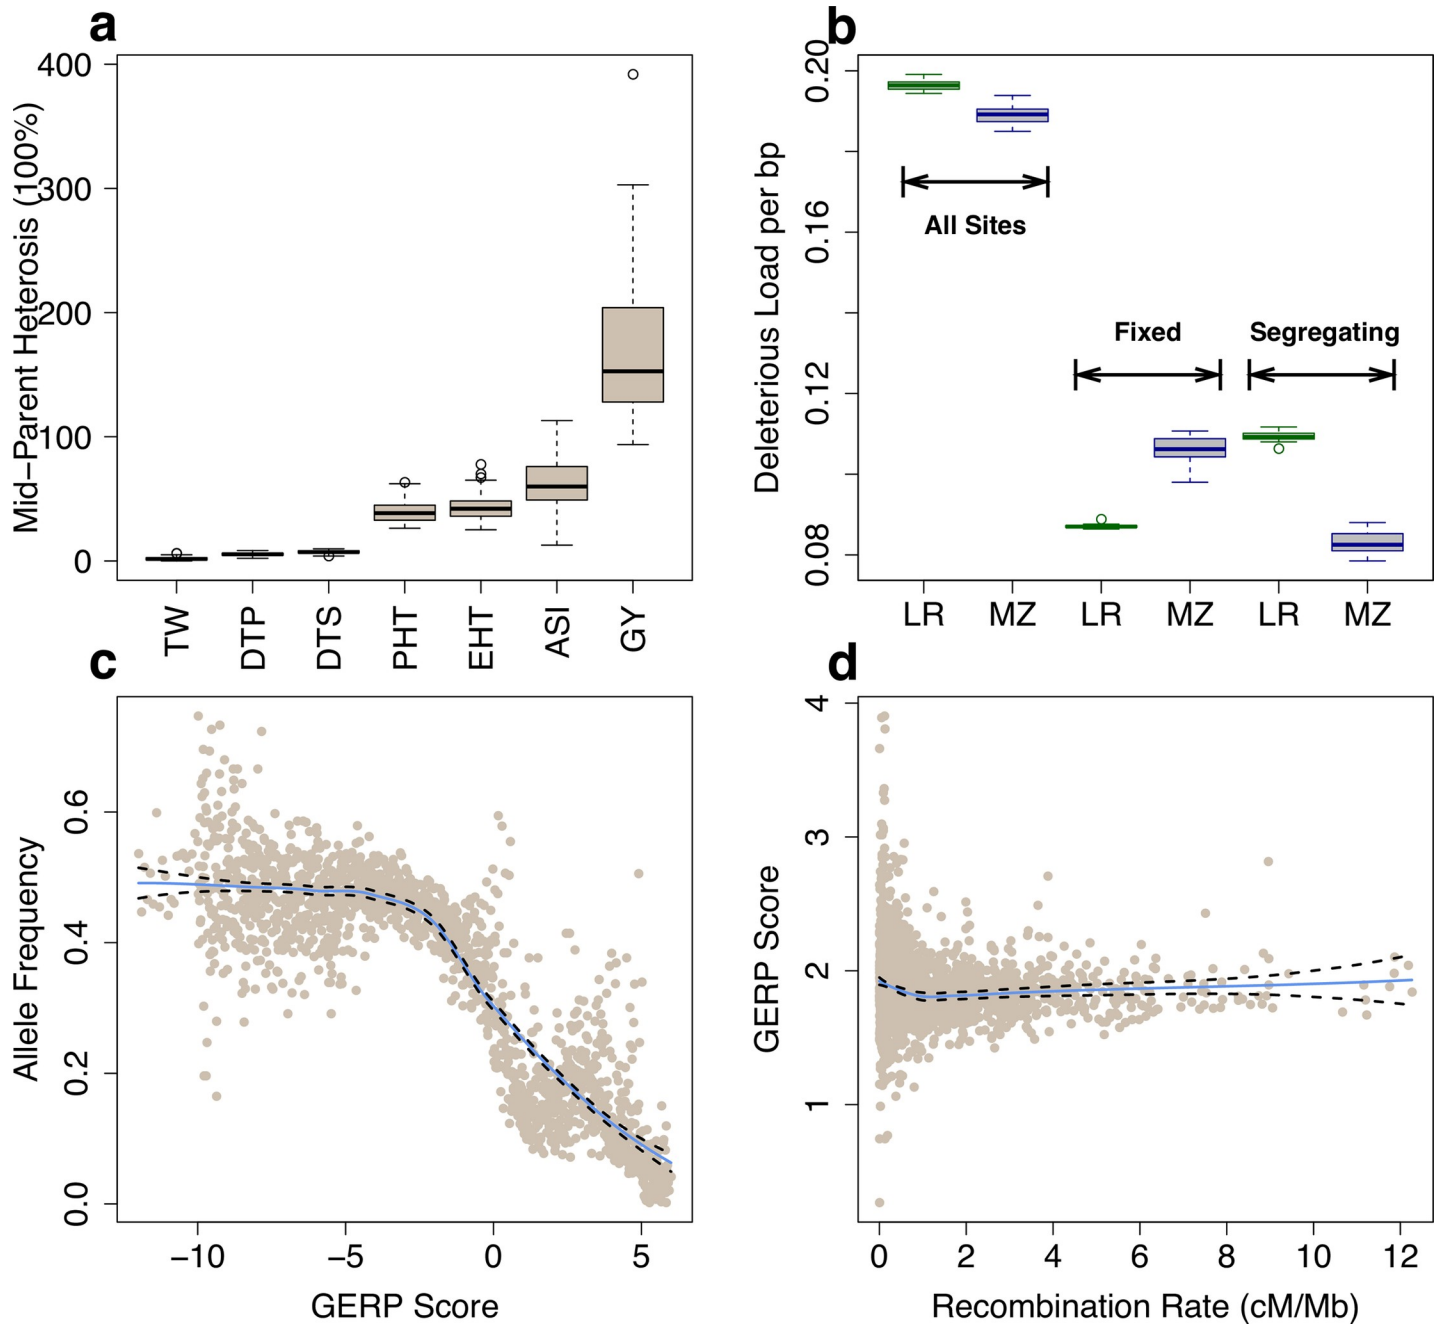 a
Mid−Parent Heterosis (100%)
400
300
200
100
0
TW DTP DTS PHT EHT ASI GY
b
Deleterious Load per bp
0.20
0.16
0.12
0.08
All Sites
Fixed Segregating
LR MZ LR MZ LR MZ
c
Allele Frequency
0.6
0.4
0.2
0.0
−10 −5 0 5
GERP Score
d
GERP Score
4
3
2
1
0 2 4 6 8 10 12
Recombination Rate (cM/Mb)